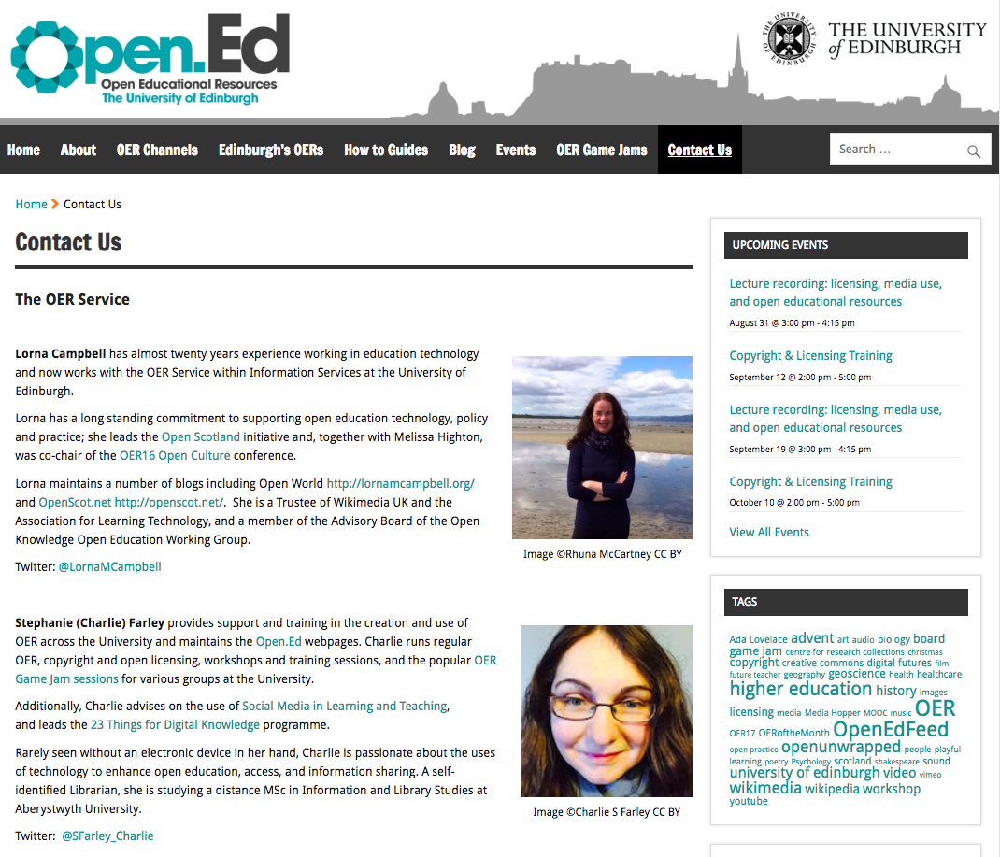 Open.Ed
Open Educational Resources
The University of Edinburgh
THE UNIVERSITY
of EDINBURGH
Home About OER Channels Edinburgh's OERs How to Guides Blog Events OER Game Jams Contact Us Search ...
Home Contact Us
Contact Us
The OER Service
Lorna Campbell has almost twenty years experience working in education technology
and now works with the OER Service within Information Services at the University of
Edinburgh.
Lorna has a long standing commitment to supporting open education technology, policy
and practice; she leads the Open Scotland initiative and, together with Melissa Highton,
was co-chair of the OER16 Open Culture conference.
Lorna maintains a number of blogs including Open World http://lornamcampbell.org/
and OpenScot.net http://openscot.net/.  She is a Trustee of Wikimedia UK and the
Association for Learning Technology, and a member of the Advisory Board of the Open
Knowledge Open Education Working Group.
Twitter: @LornaMCampbell
Image ©Rhuna McCartney CC BY
Stephanie (Charlie) Farley provides support and training in the creation and use of
OER across the University and maintains the Open.Ed webpages. Charlie runs regular
OER, copyright and open licensing, workshops and training sessions, and the popular OER
Game Jam sessions for various groups at the University.
Additionally, Charlie advises on the use of Social Media in Learning and Teaching,
and leads the 23 Things for Digital Knowledge programme.
Rarely seen without an electronic device in her hand, Charlie is passionate about the uses
of technology to enhance open education, access, and information sharing. A self-
identified Librarian, she is studying a distance MSc in Information and Library Studies at
Aberystwyth University.
Twitter:  @SFarley_Charlie
Image ©Charlie S Farley CC BY
UPCOMING EVENTS
Lecture recording: licensing, media use,
and open educational resources
August 31 @ 3:00 pm - 4:15 pm
Copyright & Licensing Training
September 12 @ 2:00 pm - 5:00 pm
Lecture recording: licensing, media use,
and open educational resources
September 19 @ 3:00 pm - 4:15 pm
Copyright & Licensing Training
October 10 @ 2:00 pm - 5:00 pm
View All Events
TAGS
Ada Lovelace advent art audio biology board
game jam centre for research collections christmas
copyright creative commons digital futures film
future teacher geography geoscience health healthcare
higher education history images
licensing media Media Hopper MOOC music OER
OER17 OERoftheMonth OpenEdFeed
open practice openunwrapped people playful
learning poetry Psychology scotland shakespeare sound
university of edinburgh video vimeo
wikimedia wikipedia workshop
youtube